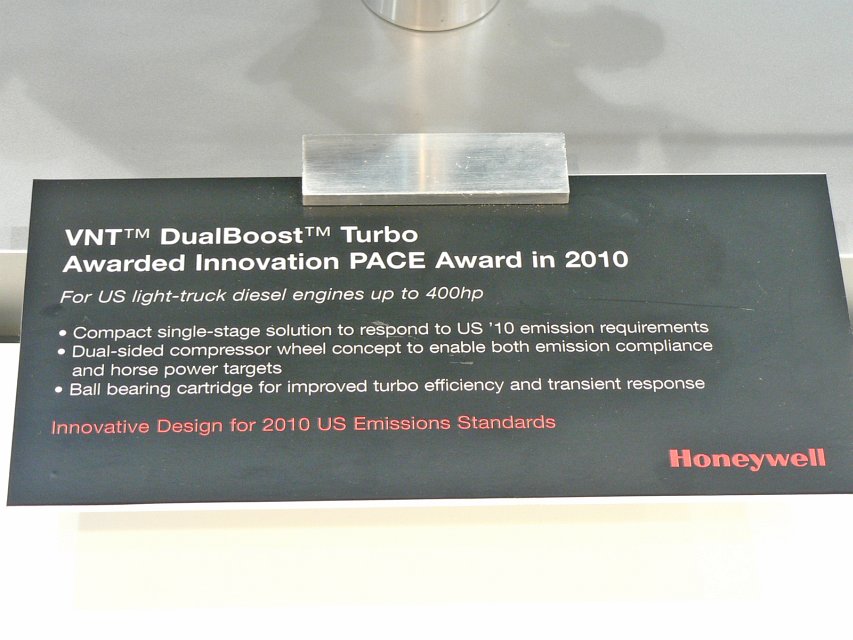 VNT™ DualBoost™ Turbo
Awarded Innovation PACE Award in 2010
For US light-truck diesel engines up to 400hp
• Compact single-stage solution to respond to US '10 emission requirements
• Dual-sided compressor wheel concept to enable both emission compliance
and horse power targets
• Ball bearing cartridge for improved turbo efficiency and transient response
Innovative Design for 2010 US Emissions Standards
Honeywell